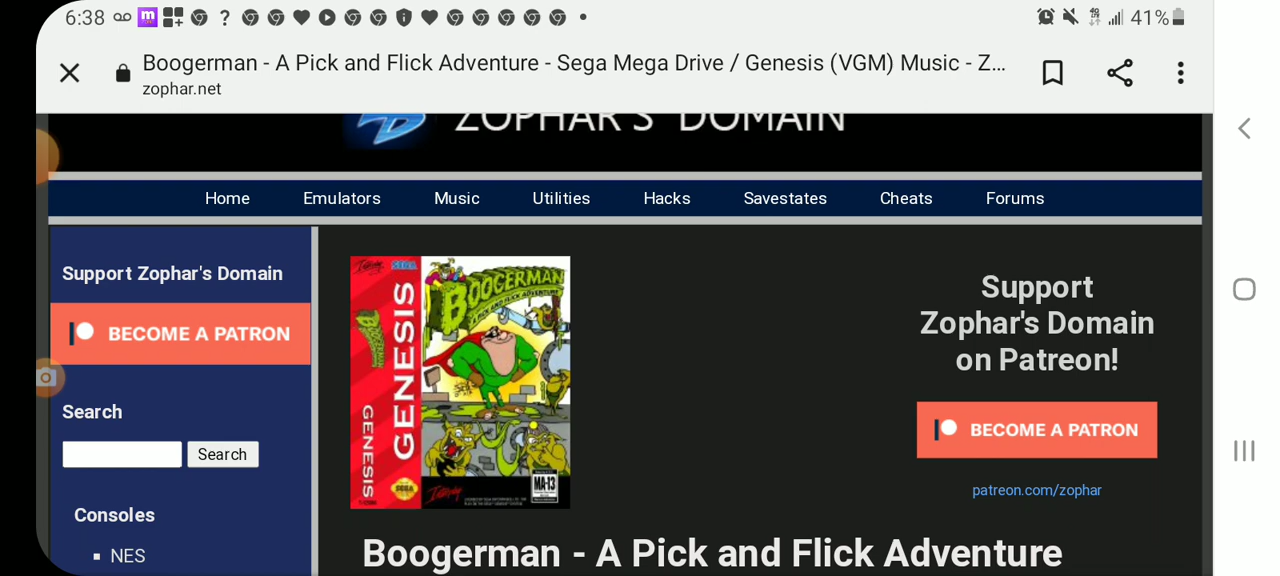 6:38
41%
Boogerman - A Pick and Flick Adventure - Sega Mega Drive / Genesis (VGM) Music - Z...
zophar.net
ZOPHAR'S DOMAIN
Home Emulators Music Utilities Hacks Savestates Cheats Forums
Support Zophar's Domain
BECOME A PATRON
Search
Search
Consoles
NES
Interplay SEGA
GENESIS
GENESIS
BOOGERMAN
A PICK AND FLICK ADVENTURE
SEGA
Interplay
MA-13
Support
Zophar's Domain
on Patreon!
BECOME A PATRON
patreon.com/zophar
Boogerman - A Pick and Flick Adventure